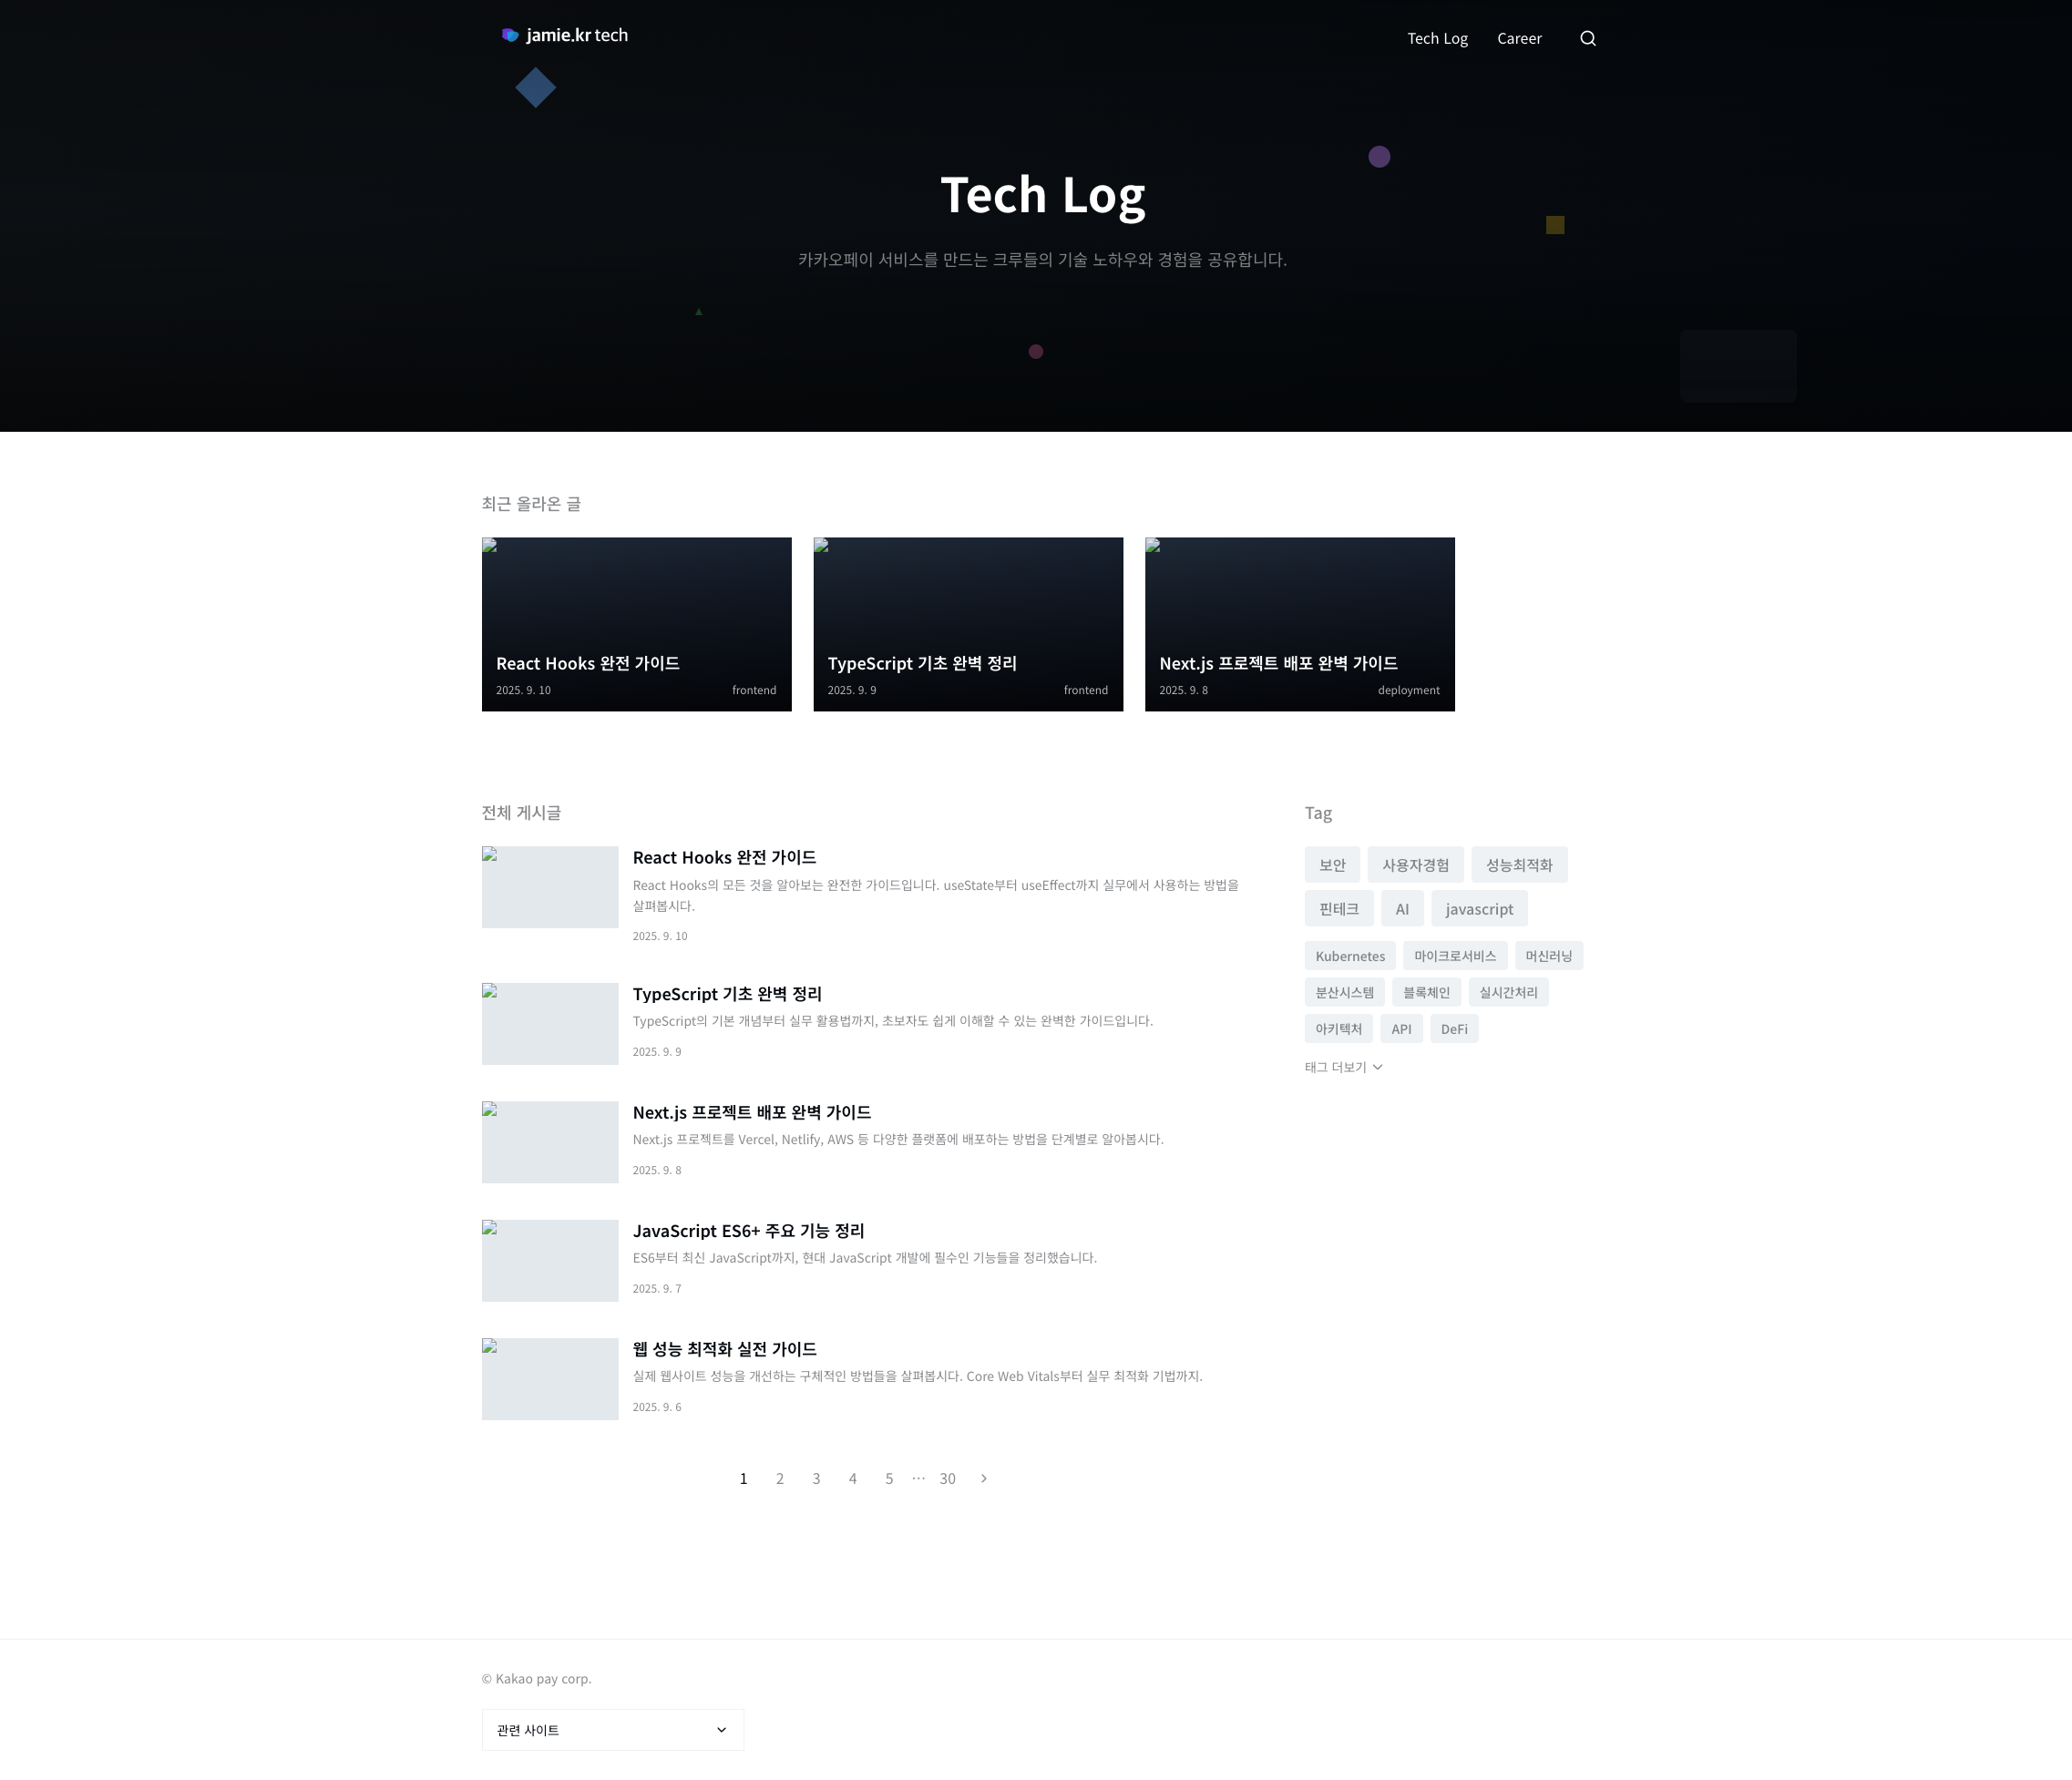 jamie.kr tech
Tech Log
Career
Tech Log
카카오페이 서비스를 만드는 크루들의 기술 노하우와 경험을 공유합니다.
최근 올라온 글
React Hooks 완전 가이드
2025. 9. 10
frontend
TypeScript 기초 완벽 정리
2025. 9. 9
frontend
Next.js 프로젝트 배포 완벽 가이드
2025. 9. 8
deployment
전체 게시글
React Hooks 완전 가이드
React Hooks의 모든 것을 알아보는 완전한 가이드입니다. useState부터 useEffect까지 실무에서 사용하는 방법을
살펴봅시다.
2025. 9. 10
TypeScript 기초 완벽 정리
TypeScript의 기본 개념부터 실무 활용법까지, 초보자도 쉽게 이해할 수 있는 완벽한 가이드입니다.
2025. 9. 9
Next.js 프로젝트 배포 완벽 가이드
Next.js 프로젝트를 Vercel, Netlify, AWS 등 다양한 플랫폼에 배포하는 방법을 단계별로 알아봅시다.
2025. 9. 8
JavaScript ES6+ 주요 기능 정리
ES6부터 최신 JavaScript까지, 현대 JavaScript 개발에 필수인 기능들을 정리했습니다.
2025. 9. 7
웹 성능 최적화 실전 가이드
실제 웹사이트 성능을 개선하는 구체적인 방법들을 살펴봅시다. Core Web Vitals부터 실무 최적화 기법까지.
2025. 9. 6
1 2 3 4 5 ··· 30
Tag
보안 사용자경험 성능최적화
핀테크 AI javascript
Kubernetes 마이크로서비스 머신러닝
분산시스템 블록체인 실시간처리
아키텍처 API DeFi
태그 더보기
© Kakao pay corp.
관련 사이트